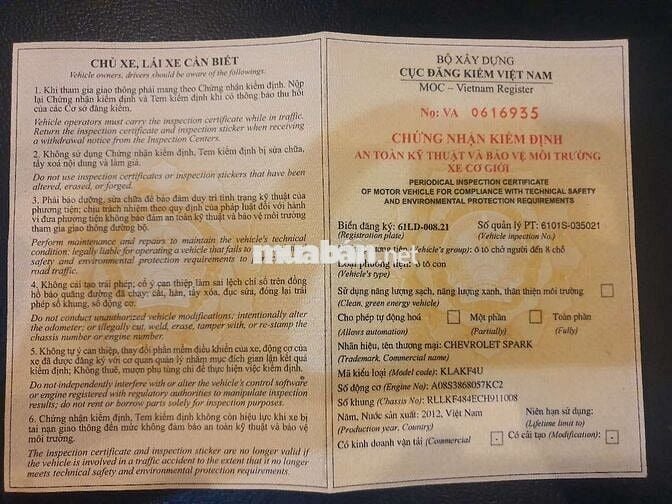 CHỦ XE, LÁI XE CẦN BIẾT
Vehicle owners, drivers should be aware of the followings.
1. Khi tham gia giao thông phải mang theo Chứng nhận kiểm định. Nộp
lại Chứng nhận kiểm định và Tem kiểm định khi có thông báo thu hồi
của các Cơ sở đăng kiểm.
Vehicle operators must carry the inspection certificate while in traffic.
Return the inspection certificate and inspection sticker when receiving
a withdrawal notice from the Inspection Centers.
2. Không sử dụng Chứng nhận kiểm định, Tem kiểm định bị sửa chữa,
tẩy xoá nội dung và làm giả.
Do not use inspection certificates or inspection stickers that have been
altered, erased, or forged.
3. Phải bảo dưỡng, sửa chữa để bảo đảm duy trì tình trạng kỹ thuật của
phương tiện; chịu trách nhiệm theo quy định của pháp luật đối với hành
vi đưa phương tiện không bảo đảm an toàn kỹ thuật và bảo vệ môi trường
tham gia giao thông đường bộ.
Perform maintenance and repairs to maintain the vehicle's technical
condition; legally liable for operating a vehicle that fails to
safety and environmental protection requirements
road traffic.
4. Không cải tạo trái phép; cố ý can thiệp làm sai lệch chỉ số trên đồng
hồ báo quãng đường đã chạy; cắt, hàn, tẩy xóa, đục sửa, đóng lại trái
phép số khung, số động cơ.
Do not conduct unauthorized vehicle modifications; intentionally alter
the odometer; or illegally cut, weld, erase, tamper with, or re-stamp the
chassis number or engine number.
5. Không tự ý can thiệp, thay đổi phần mềm điều khiển của xe, động cơ của
xe đã được đăng ký với cơ quan quản lý nhằm mục đích gian lận kết quả
kiểm định; Không thuê, mượn phụ tùng chỉ để thực hiện việc kiểm định.
Do not independently interfere with or alter the vehicle's control software
or engine registered with regulatory authorities to manipulate inspection
results; do not rent or borrow parts solely for inspection purposes.
6. Chứng nhận kiểm định, Tem kiểm định không còn hiệu lực khi xe bị
tai nạn giao thông đến mức không đảm bảo an toàn kỹ thuật và bảo vệ
môi trường.
The inspection certificate and inspection sticker are no longer valid if
the vehicle is involved in a traffic accident to the extent that it no longer
meets technical safety and environmental protection requirements.
BỘ XÂY DỰNG
CỤC ĐĂNG KIỂM VIỆT NAM
MOC – Vietnam Register
No: VA 0616935
CHỨNG NHẬN KIỂM ĐỊNH
AN TOÀN KỸ THUẬT VÀ BẢO VỆ MÔI TRƯỜNG
XE CƠ GIỚI
PERIODICAL INSPECTION CERTIFICATE
OF MOTOR VEHICLE FOR COMPLIANCE WITH TECHNICAL SAFETY
AND ENVIRONMENTAL PROTECTION REQUIREMENTS
Biển đăng ký: 61LD-008.21 Số quản lý PT: 6101S-035021
(Registration plate) (Vehicle inpection No.)
phương tiện: (Vehicle's group): ô tô chở người đến 8 chỗ
Loại phương tiện: ô tô con
(Vehicle's type)
Sử dụng năng lượng sạch, năng lượng xanh, thân thiện môi trường
(Clean, green energy vehicle)
Cho phép tự động hoá Một phần Toàn phần
(Allows automation) (Partially) (Fully)
Nhãn hiệu, tên thương mại: CHEVROLET SPARK
(Trademark, Commercial name)
Mã kiểu loại (Model code): KLAKF4U
Số động cơ (Engine No): A08S3868057KC2
Số khung (Chassis No): RLLKF484ECH911008
Năm, Nước sản xuất: 2012, Việt Nam Niên hạn sử dụng:
(Production year, Country) (Lifetime limit to)
Có kinh doanh vận tải (Commercial - Có cải tạo (Modification) -
muaban.net